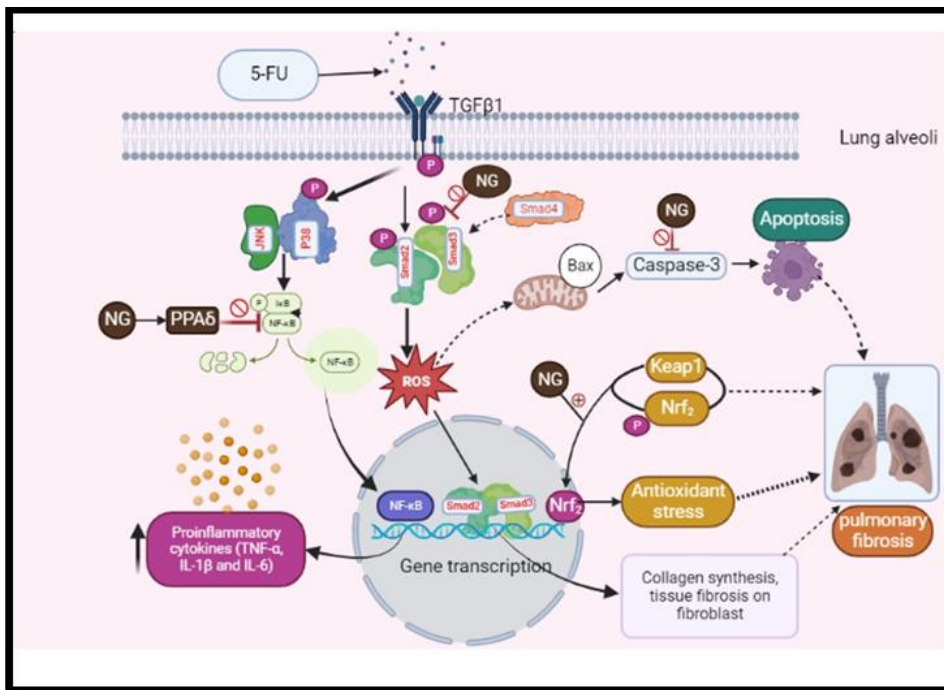 5-FU
TGFβ1
Lung alveoli
P
P
JNK
P38
P
NG
Smad4
P
Smad2
Smad3
NG
Apoptosis
Bax
Caspase-3
NG
PPAδ
P
IκB
NF-κB
NF-κB
ROS
NG
Keap1
Nrf₂
P
NF-κB
Smad2
Smad3
Nrf₂
Antioxidant
stress
pulmonary
fibrosis
Proinflammatory
cytokines (TNF-α,
IL-1β and IL-6)
Gene transcription
Collagen synthesis,
tissue fibrosis on
fibroblast